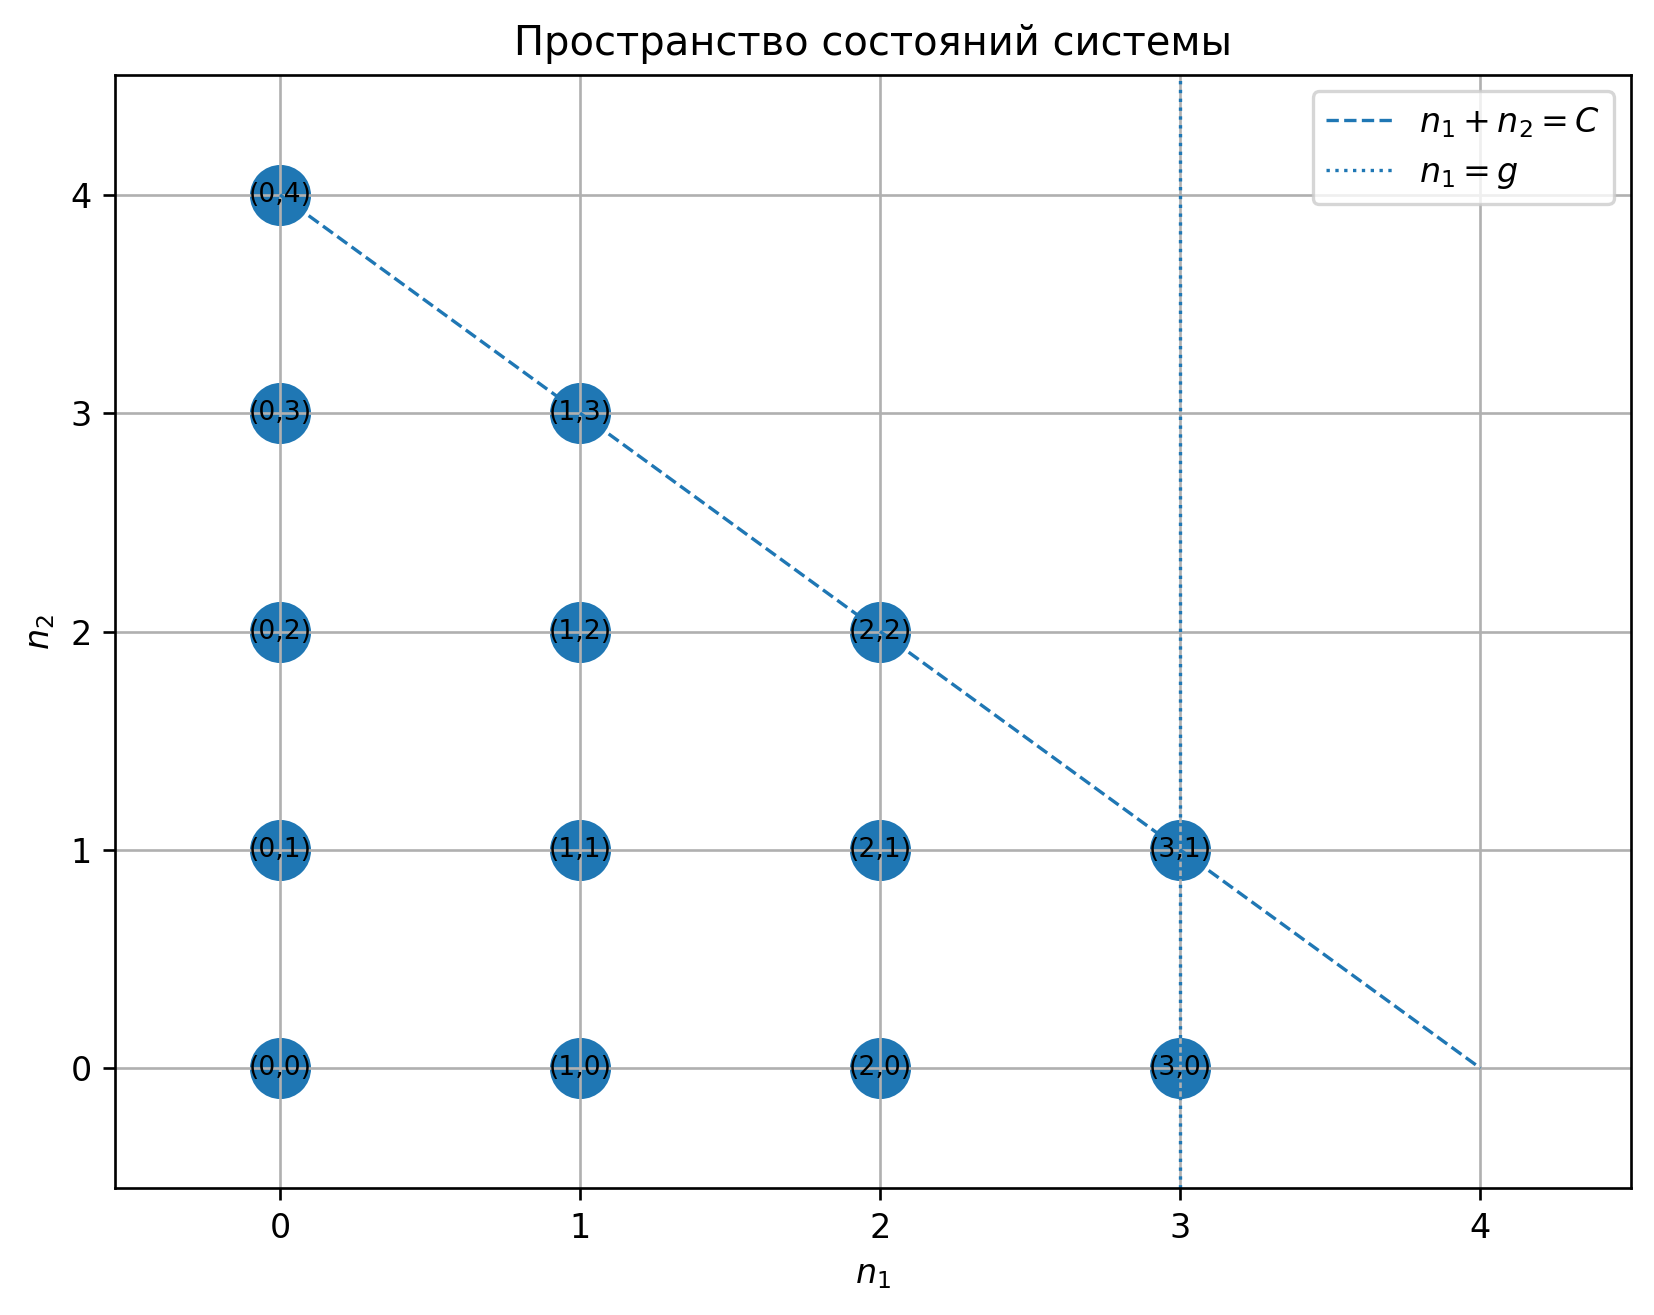 Пространство состояний системы
n₁ + n₂ = C
n₁ = g
4
(0,4)
3
(0,3) (1,3)
n₂
2
(0,2) (1,2) (2,2)
1
(0,1) (1,1) (2,1) (3,1)
0
(0,0) (1,0) (2,0) (3,0)
0 1 2 3 4
n₁